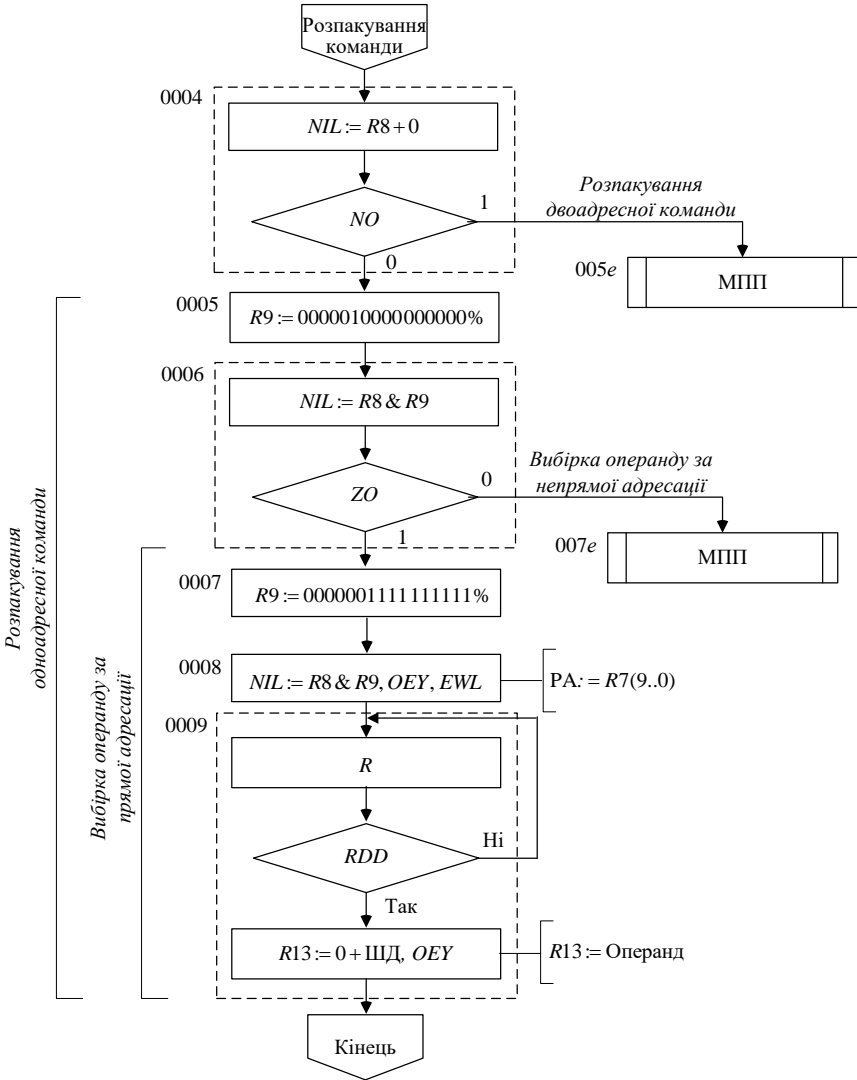 Розпакування
команди
0004
NIL := R8 + 0
NO
1
0
Розпакування
двоадресної команди
005e
МПП
0005
R9 := 0000010000000000%
0006
NIL := R8 & R9
ZO
0
1
Вибірка операнду за
непрямої адресації
007e
МПП
Розпакування
одноадресної команди
0007
R9 := 0000001111111111%
0008
NIL := R8 & R9, OEY, EWL
РА: = R7(9..0)
Вибірка операнду за
прямої адресації
0009
R
RDD
Ні
Так
R13 := 0 + ШД, OEY
R13 := Операнд
Кінець